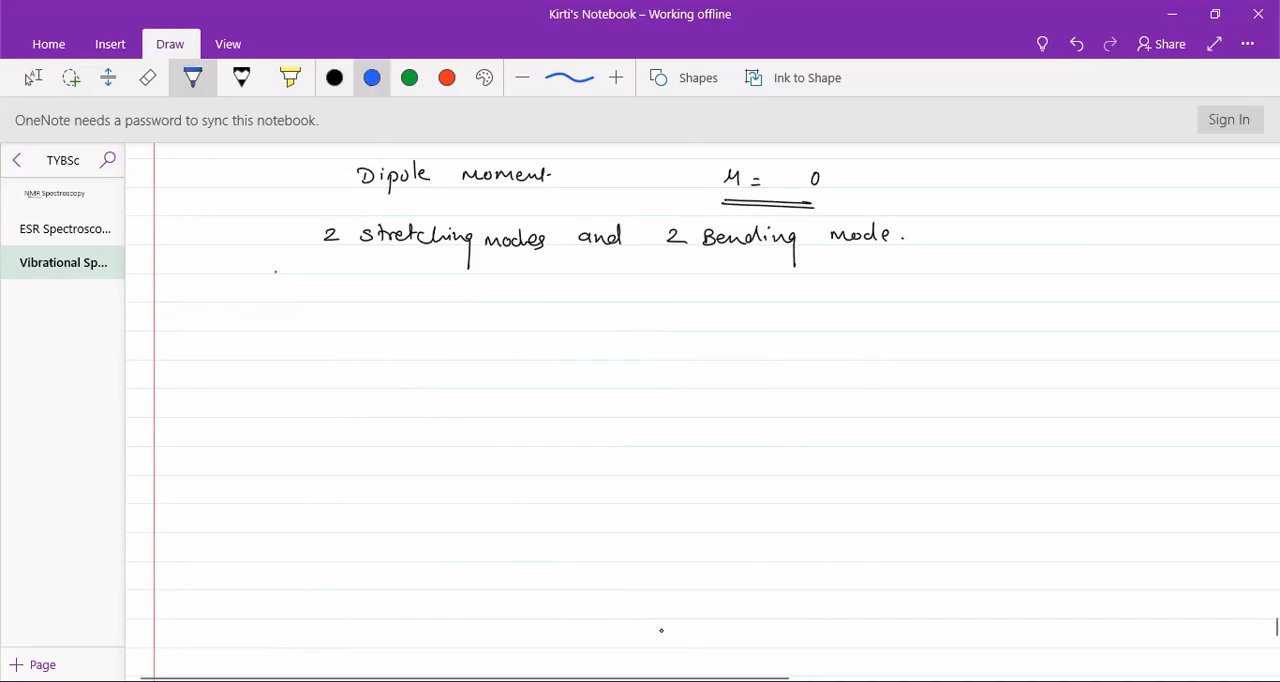 Kirti's Notebook – Working offline
Home Insert Draw View Share
Shapes Ink to Shape
OneNote needs a password to sync this notebook. Sign In
TYBSc
NMR Spectroscopy
ESR Spectrosco...
Vibrational Sp...
Dipole moment μ = 0
2 stretching modes and 2 Bending mode.
Page